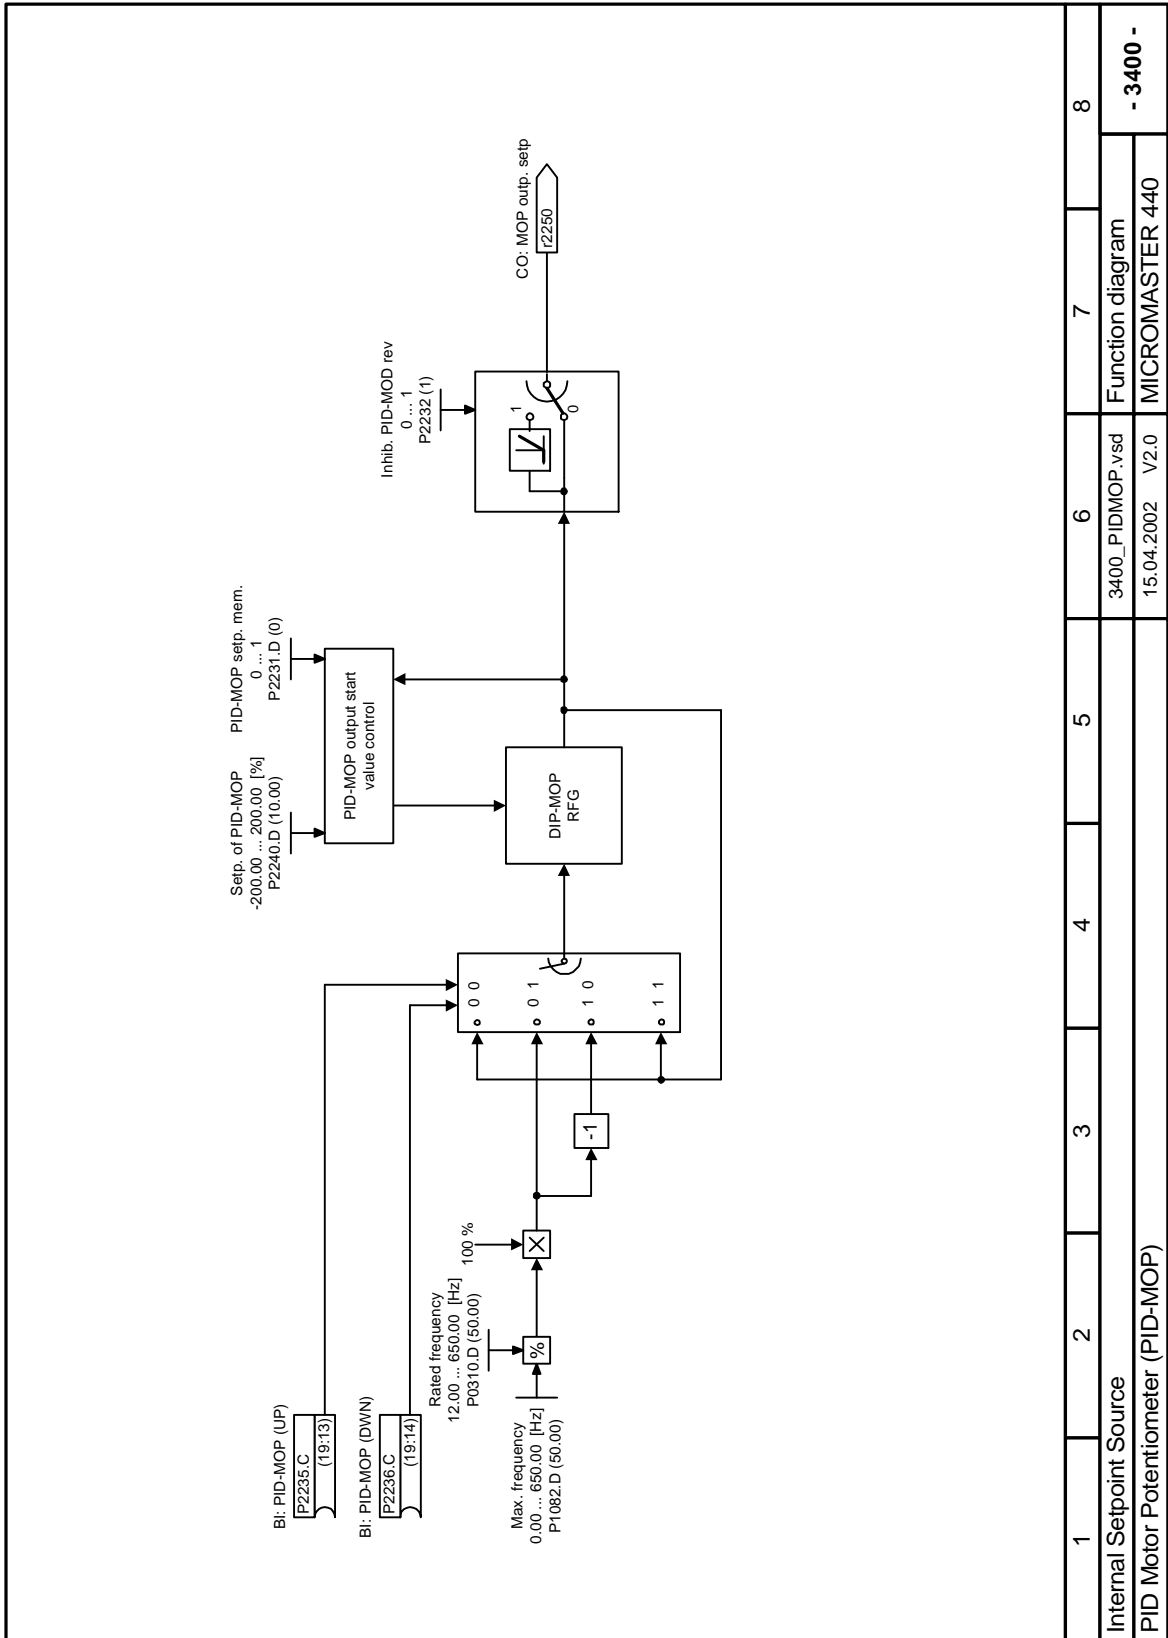 BI: PID-MOP (UP)
P2235.C
(19:13)
BI: PID-MOP (DWN)
P2236.C
(19:14)
Max. frequency
0.00 ... 650.00 [Hz]
P1082.D (50.00)
Rated frequency
12.00 ... 650.00 [Hz]
P0310.D (50.00)
%
100 %
X
-1
0 0
0 1
1 0
1 1
Setp. of PID-MOP
-200.00 ... 200.00 [%]
P2240.D (10.00)
PID-MOP setp. mem.
0 ... 1
P2231.D (0)
PID-MOP output start
value control
DIP-MOP
RFG
Inhib. PID-MOD rev
0 ... 1
P2232 (1)
1
0
CO: MOP outp. setp
r2250
1 2 3 4 5 6 7 8
Internal Setpoint Source 3400_PIDMOP.vsd Function diagram - 3400 -
PID Motor Potentiometer (PID-MOP) 15.04.2002 V2.0 MICROMASTER 440